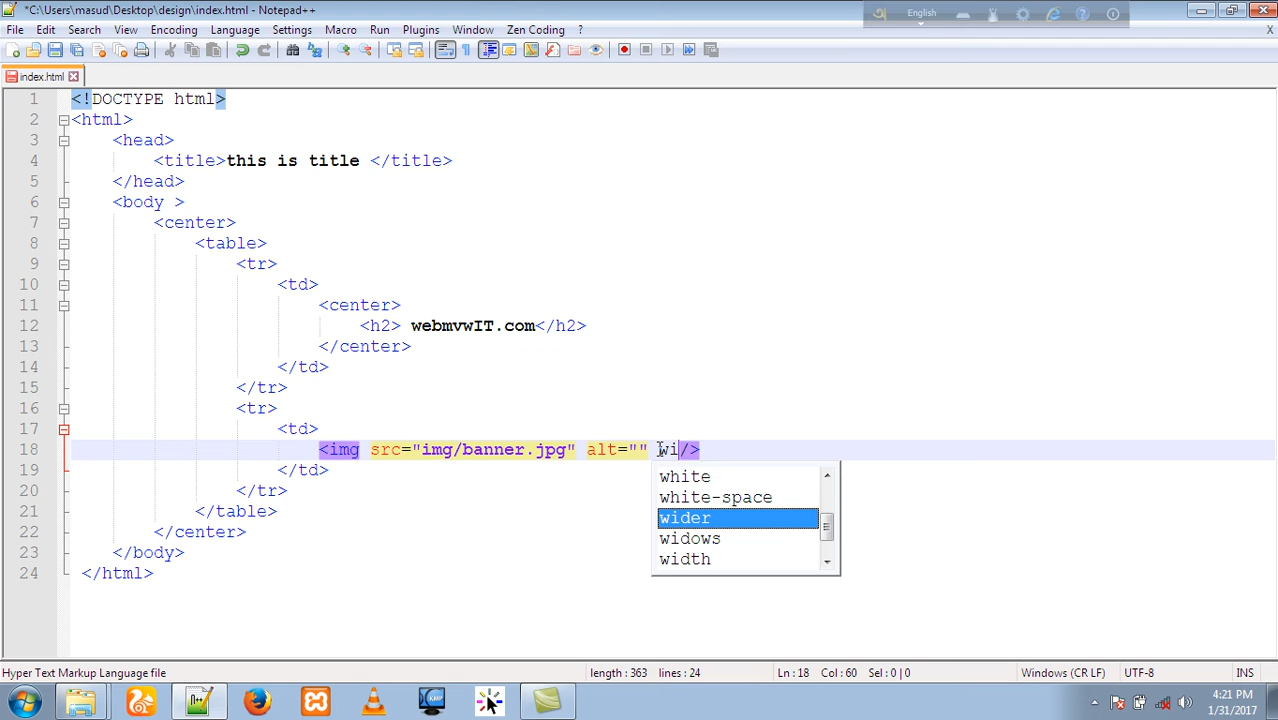 *C:\Users\masud\Desktop\design\index.html - Notepad++
English
File Edit Search View Encoding Language Settings Macro Run Plugins Window Zen Coding ? X
index.html
1 <!DOCTYPE html>
2 <html>
3 <head>
4 <title>this is title </title>
5 </head>
6 <body >
7 <center>
8 <table>
9 <tr>
10 <td>
11 <center>
12 <h2> webmvwIT.com</h2>
13 </center>
14 </td>
15 </tr>
16 <tr>
17 <td>
18 <img src="img/banner.jpg" alt="" wi/>
19 </td>
20 </tr>
21 </table>
22 </center>
23 </body>
24 </html>
white
white-space
wider
widows
width
Hyper Text Markup Language file length : 363 lines : 24 Ln : 18 Col : 60 Sel : 0 | 0 Windows (CR LF) UTF-8 INS
4:21 PM
1/31/2017